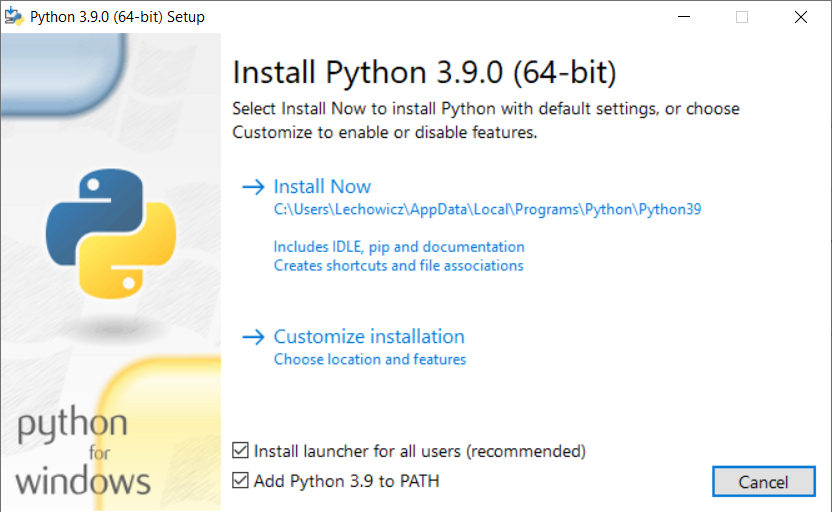 Python 3.9.0 (64-bit) Setup
Install Python 3.9.0 (64-bit)
Select Install Now to install Python with default settings, or choose
Customize to enable or disable features.
Install Now
C:\Users\Lechowicz\AppData\Local\Programs\Python\Python39
Includes IDLE, pip and documentation
Creates shortcuts and file associations
Customize installation
Choose location and features
python
for
windows
Install launcher for all users (recommended)
Add Python 3.9 to PATH
Cancel